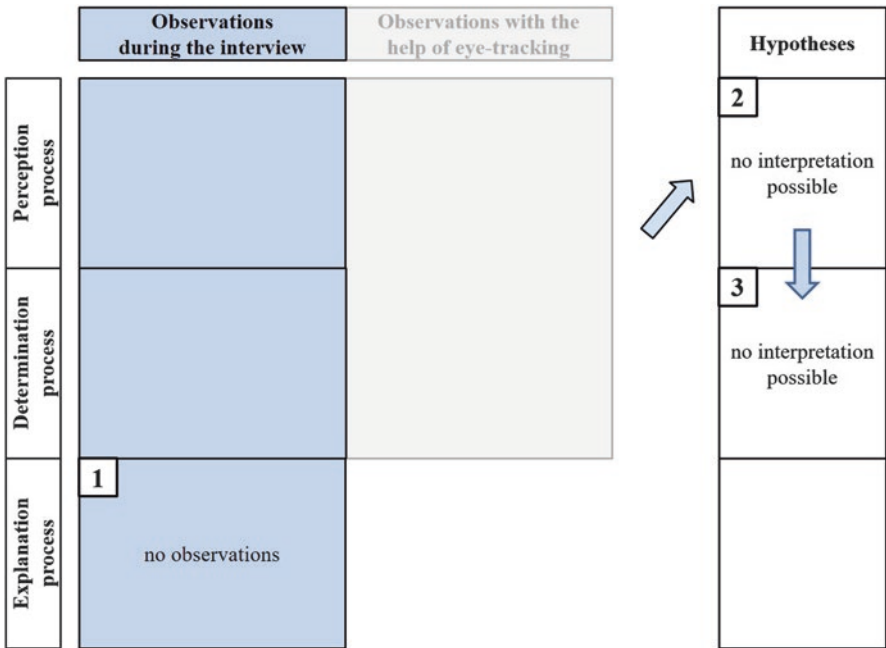 Observations
during the interview
Observations with the
help of eye-tracking
Hypotheses
Perception
process
2
no interpretation
possible
Determination
process
3
no interpretation
possible
Explanation
process
1
no observations